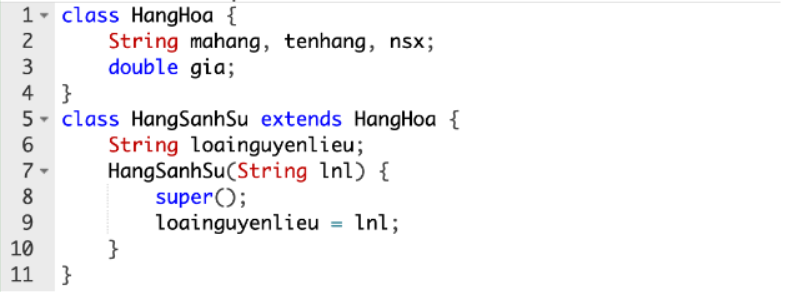 1 class HangHoa {
2 String mahang, tenhang, nsx;
3 double gia;
4 }
5 class HangSanhSu extends HangHoa {
6 String loainguyenlieu;
7 HangSanhSu(String lnl) {
8 super();
9 loainguyenlieu = lnl;
10 }
11 }